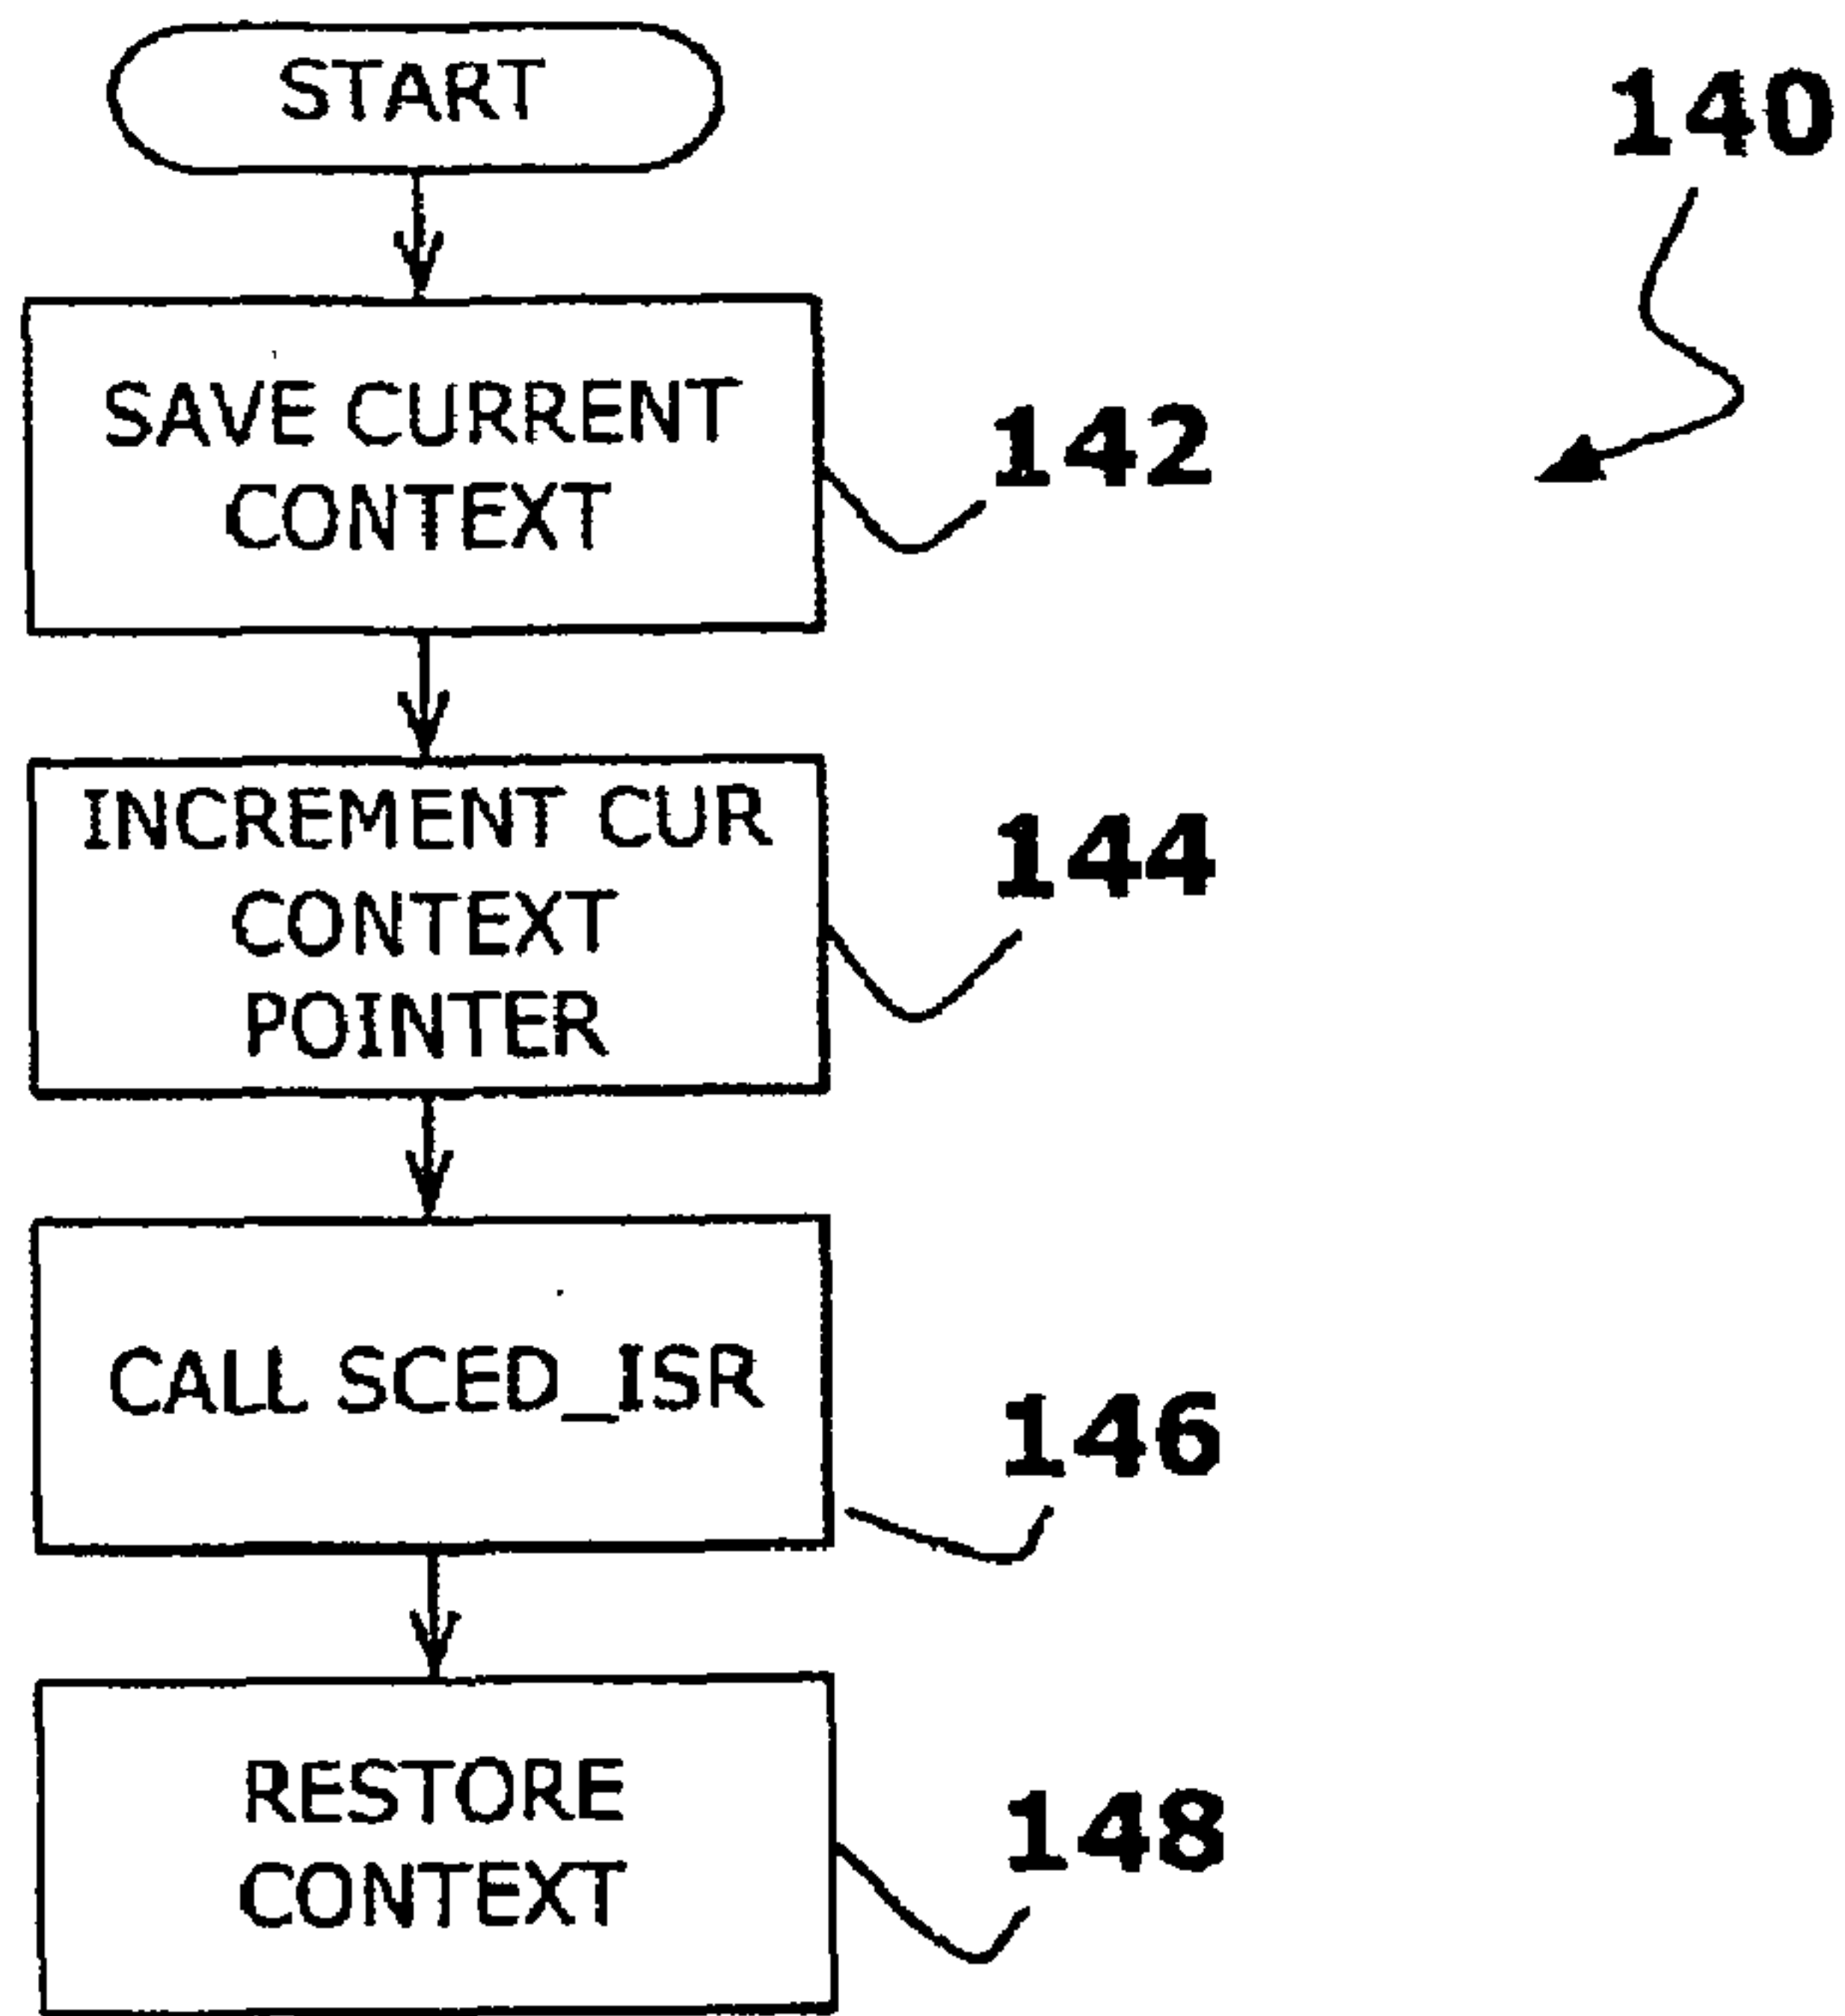 START
140
SAVE CURRENT
CONTEXT
142
INCREMENT CUR
CONTEXT
POINTER
144
CALL SCED_ISR
146
RESTORE
CONTEXT
148